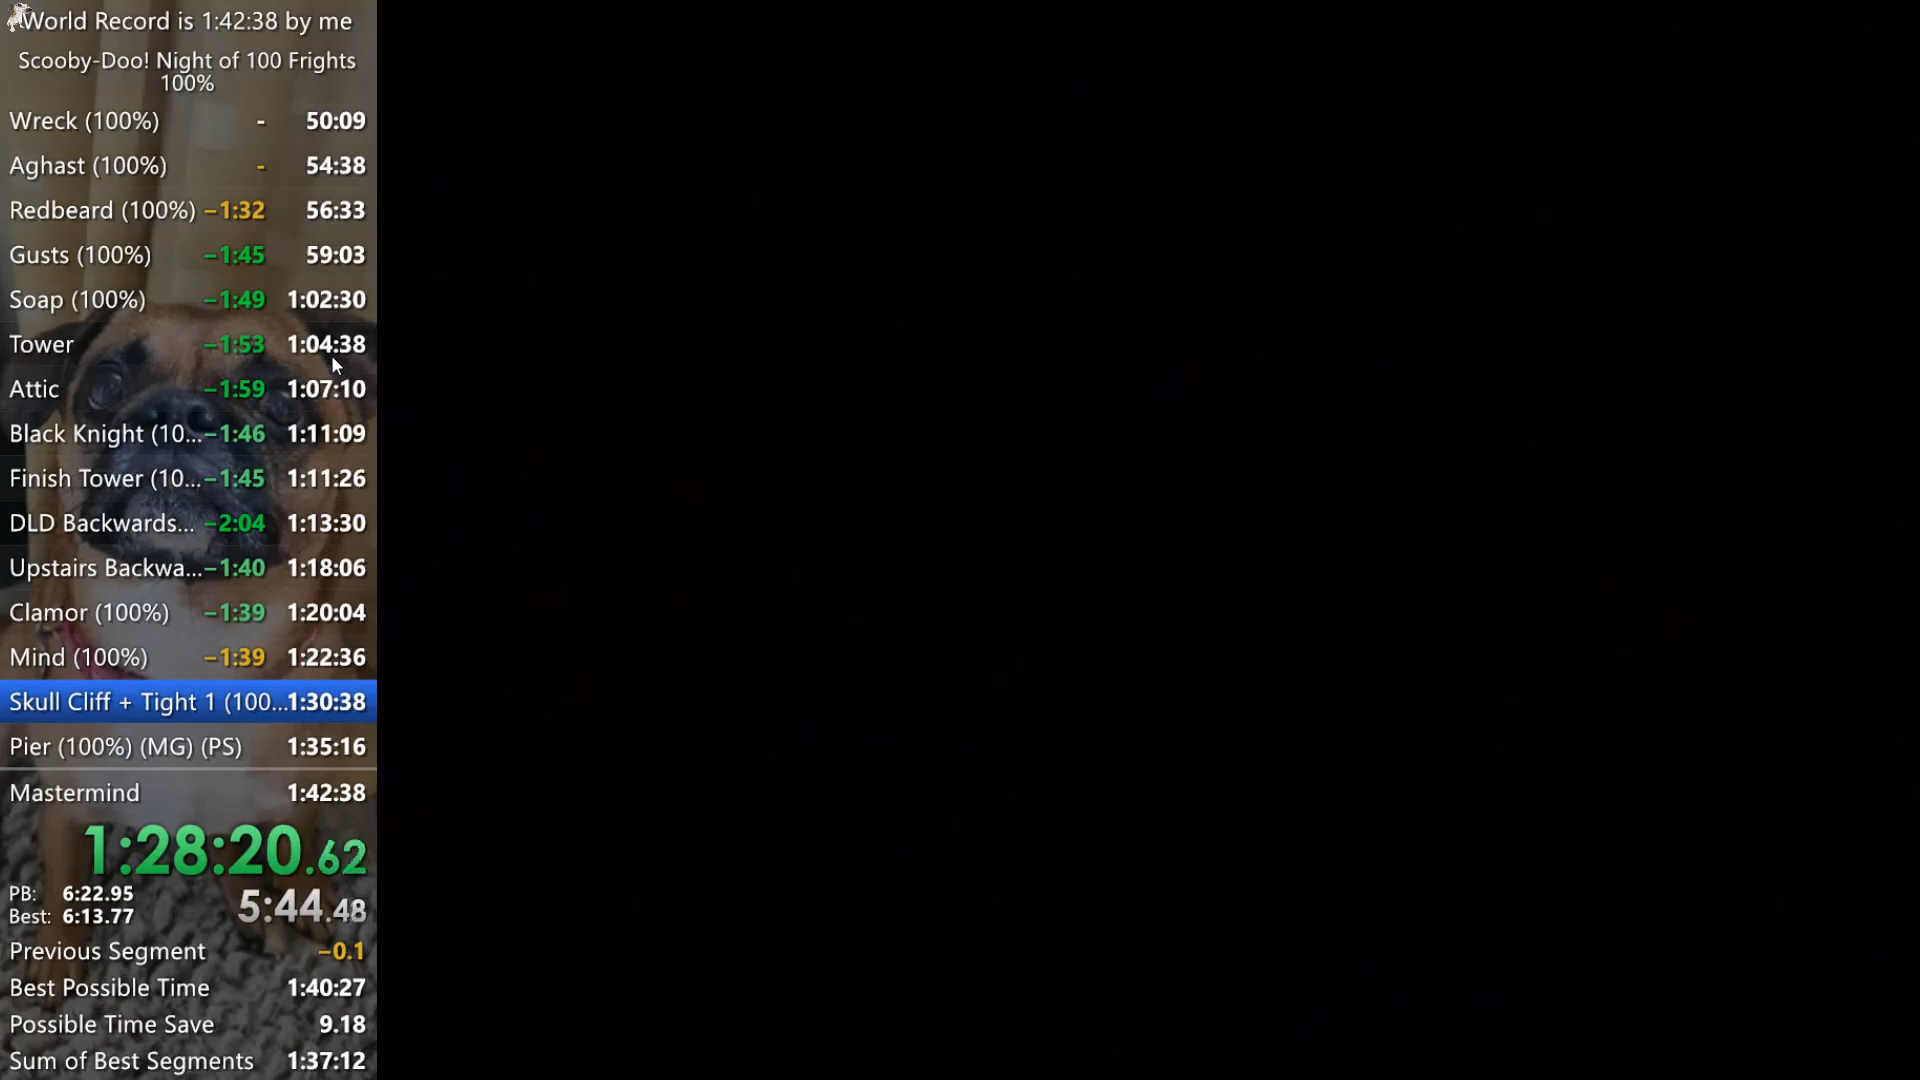 World Record is 1:42:38 by me
Scooby-Doo! Night of 100 Frights
100%
Wreck (100%) - 50:09
Aghast (100%) - 54:38
Redbeard (100%) −1:32 56:33
Gusts (100%) −1:45 59:03
Soap (100%) −1:49 1:02:30
Tower −1:53 1:04:38
Attic −1:59 1:07:10
Black Knight (10... −1:46 1:11:09
Finish Tower (10... −1:45 1:11:26
DLD Backwards... −2:04 1:13:30
Upstairs Backwa... −1:40 1:18:06
Clamor (100%) −1:39 1:20:04
Mind (100%) −1:39 1:22:36
Skull Cliff + Tight 1 (100... 1:30:38
Pier (100%) (MG) (PS) 1:35:16
Mastermind 1:42:38
1:28:20.62
PB: 6:22.95
Best: 6:13.77
5:44.48
Previous Segment −0.1
Best Possible Time 1:40:27
Possible Time Save 9.18
Sum of Best Segments 1:37:12